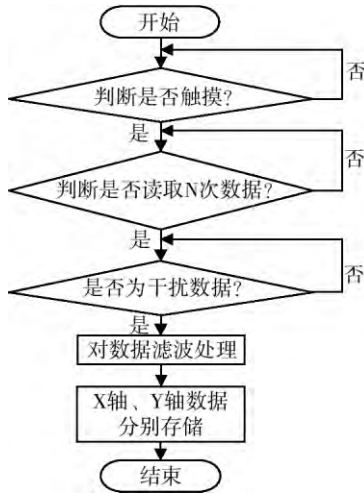 开始
否
判断是否触摸?
是
否
判断是否读取N次数据?
是
否
是否为干扰数据?
是
对数据滤波处理
X轴、Y轴数据
分别存储
结束